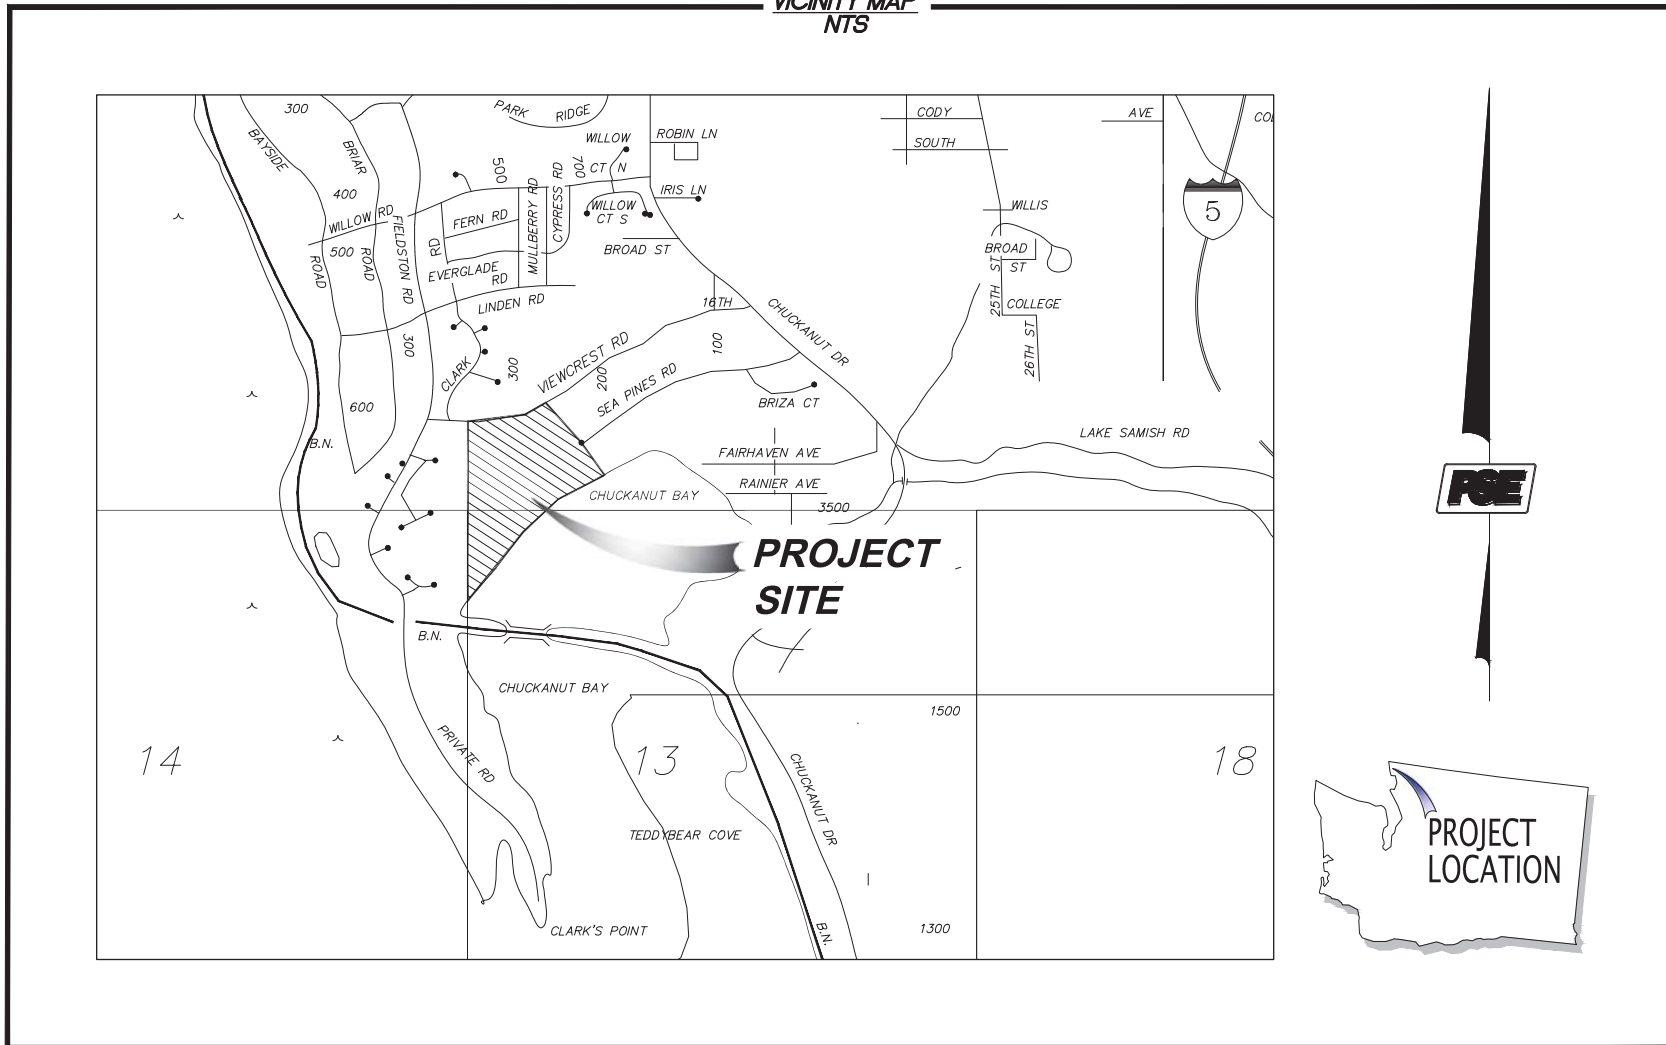 VICINITY MAP
NTS
300
PARK RIDGE
CODY
AVE
BAYSIDE
BRIAR
WILLOW
ROBIN LN
SOUTH
500
700
CT N
400
MULLBERRY RD
CYPRESS RD
IRIS LN
5
WILLOW RD
FERN RD
WILLOW
CT S
WILLIS
FIELDSTON RD
RD
500
ROAD
ROAD
BROAD ST
BROAD
ST
EVERGLADE
RD
25TH ST
LINDEN RD
16TH
COLLEGE
CHUCKANUT DR
300
VIEWCREST RD
100
26TH ST
CLARK
300
200
SEA PINES RD
600
BRIZA CT
B.N.
LAKE SAMISH RD
FAIRHAVEN AVE
RAINIER AVE
CHUCKANUT BAY
3500
PSE
PROJECT
SITE
B.N.
CHUCKANUT BAY
1500
14
PRIVATE RD
13
CHUCKANUT DR
18
TEDDYBEAR COVE
PROJECT
LOCATION
CLARK'S POINT
B.N.
1300